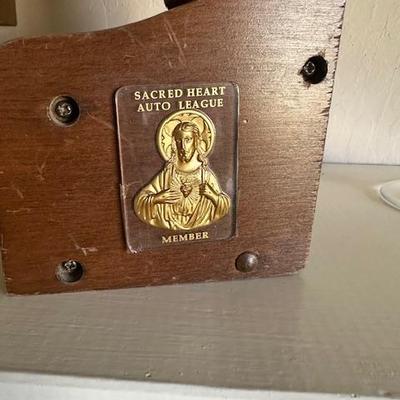 SACRED HEART
AUTO LEAGUE
MEMBER